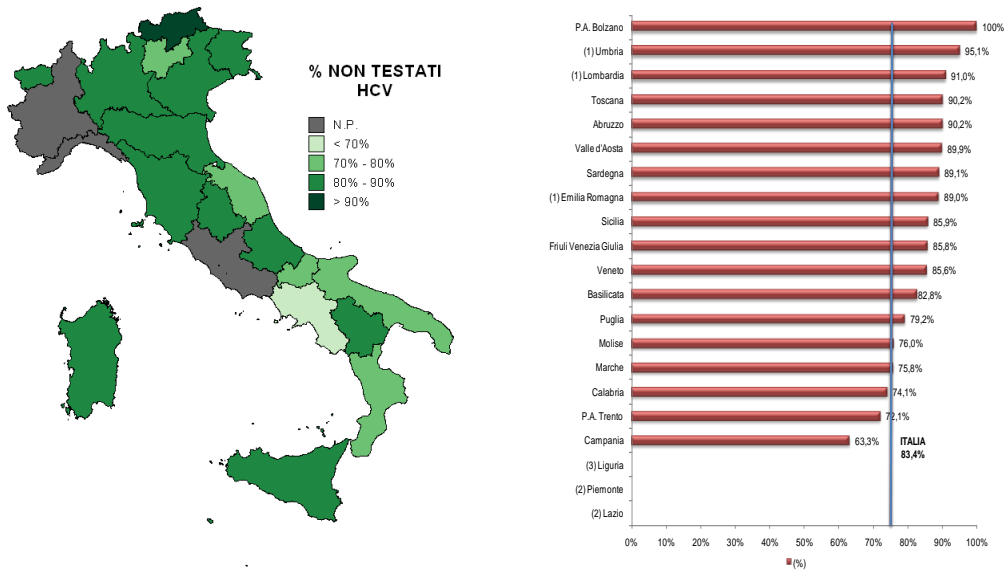 % NON TESTATI
HCV
N.P.
< 70%
70% - 80%
80% - 90%
> 90%
P.A. Bolzano 100%
(1) Umbria 95,1%
(1) Lombardia 91,0%
Toscana 90,2%
Abruzzo 90,2%
Valle d'Aosta 89,9%
Sardegna 89,1%
(1) Emilia Romagna 89,0%
Sicilia 85,9%
Friuli Venezia Giulia 85,8%
Veneto 85,6%
Basilicata 82,8%
Puglia 79,2%
Molise 76,0%
Marche 75,8%
Calabria 74,1%
P.A. Trento 72,1%
Campania 63,3%
ITALIA
83,4%
(3) Liguria
(2) Piemonte
(2) Lazio
0% 10% 20% 30% 40% 50% 60% 70% 80% 90% 100%
(%)